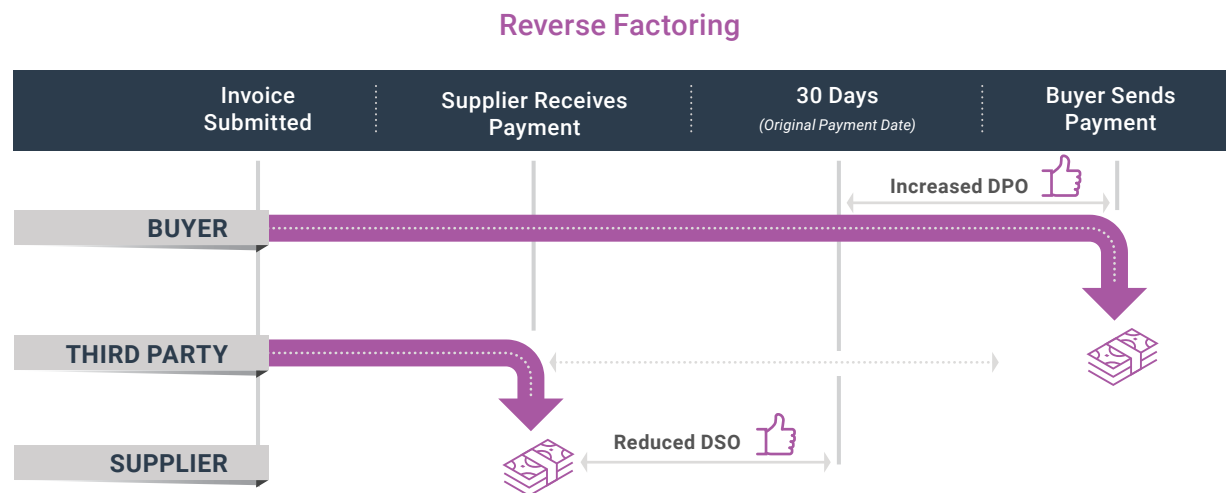 Reverse Factoring
Invoice
Submitted
Supplier Receives
Payment
30 Days
(Original Payment Date)
Buyer Sends
Payment
Increased DPO
BUYER
THIRD PARTY
Reduced DSO
SUPPLIER